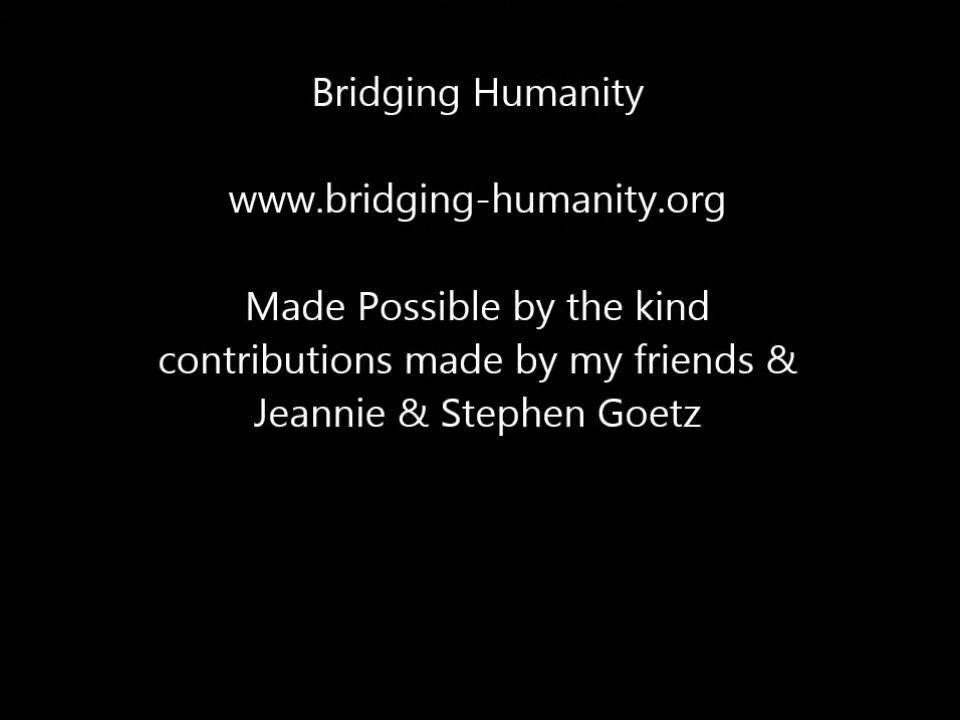 Bridging Humanity
www.bridging-humanity.org
Made Possible by the kind
contributions made by my friends &
Jeannie & Stephen Goetz